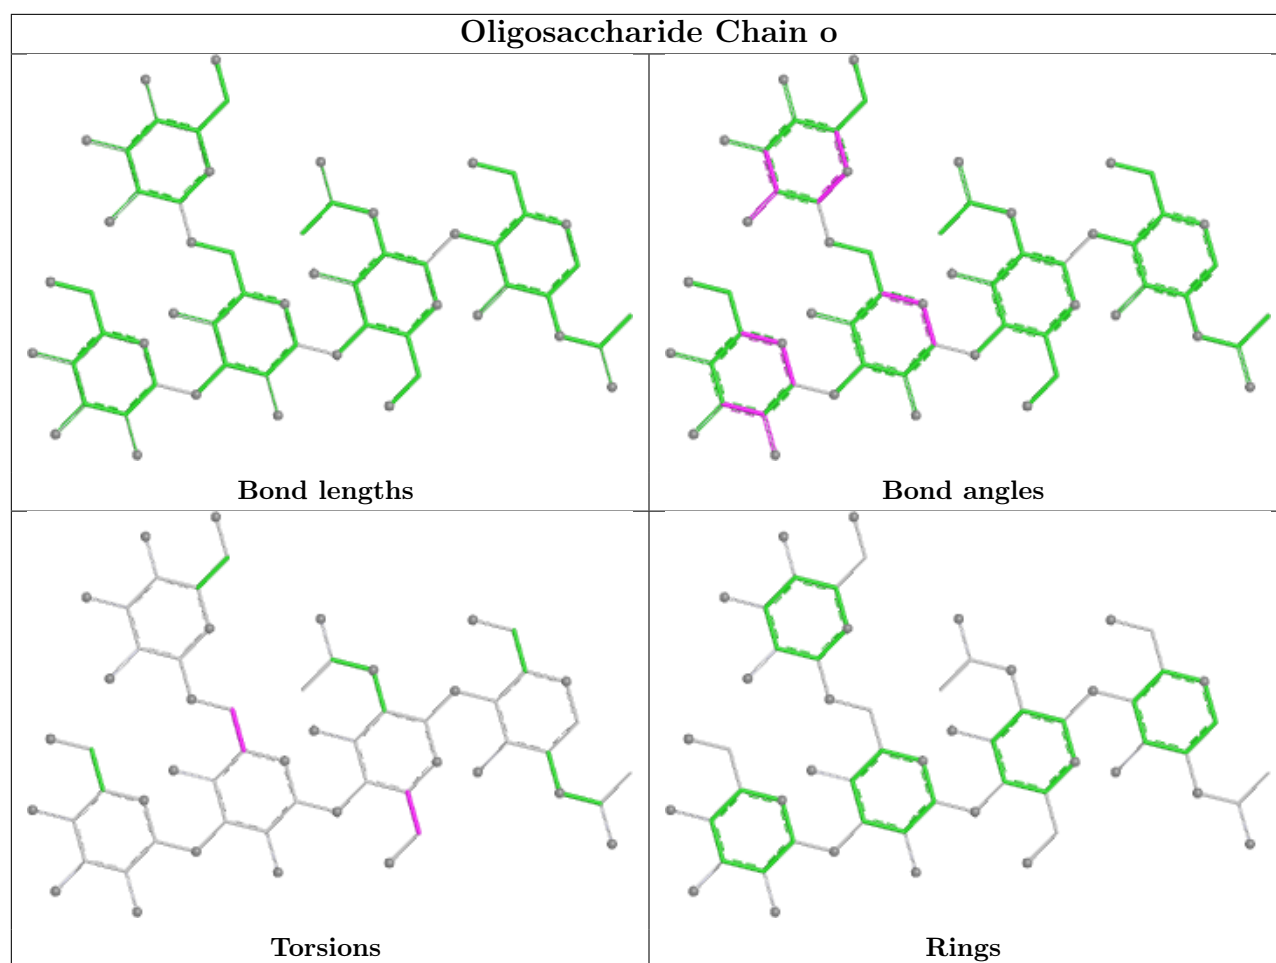 Oligosaccharide Chain o
Bond lengths
Bond angles
Torsions
Rings